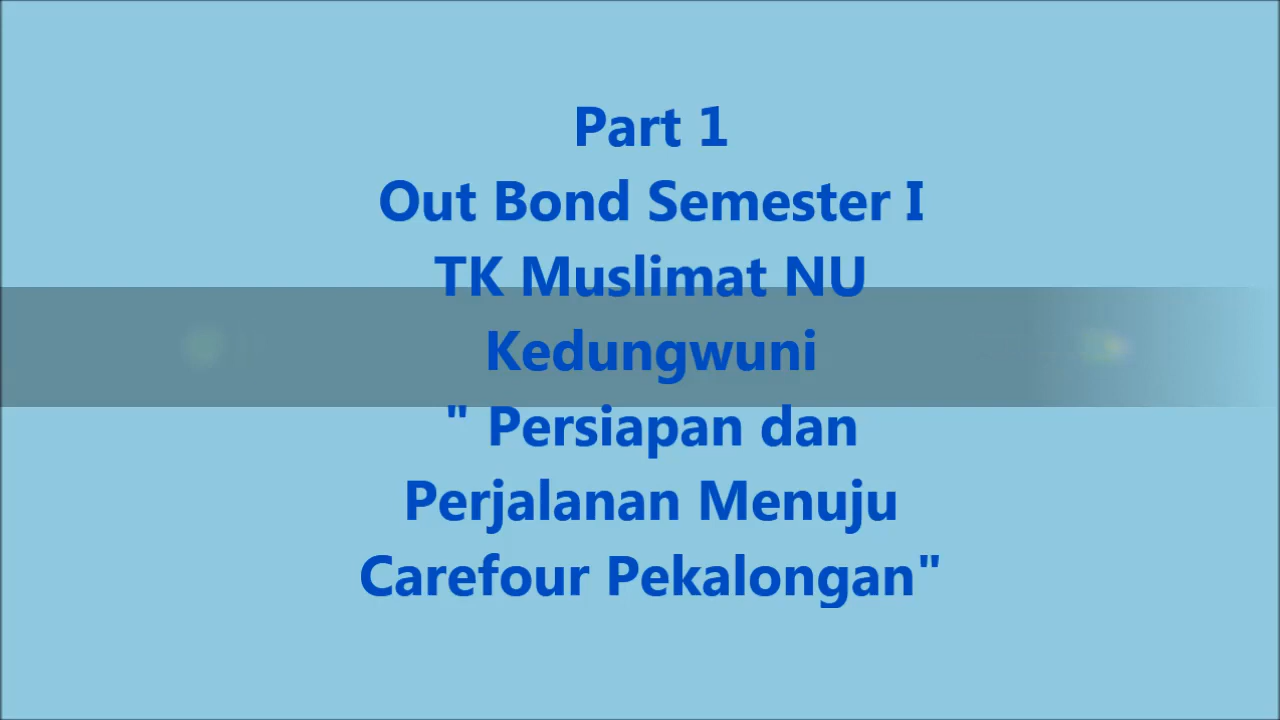 Part 1
Out Bond Semester I
TK Muslimat NU
Kedungwuni
" Persiapan dan
Perjalanan Menuju
Carefour Pekalongan"